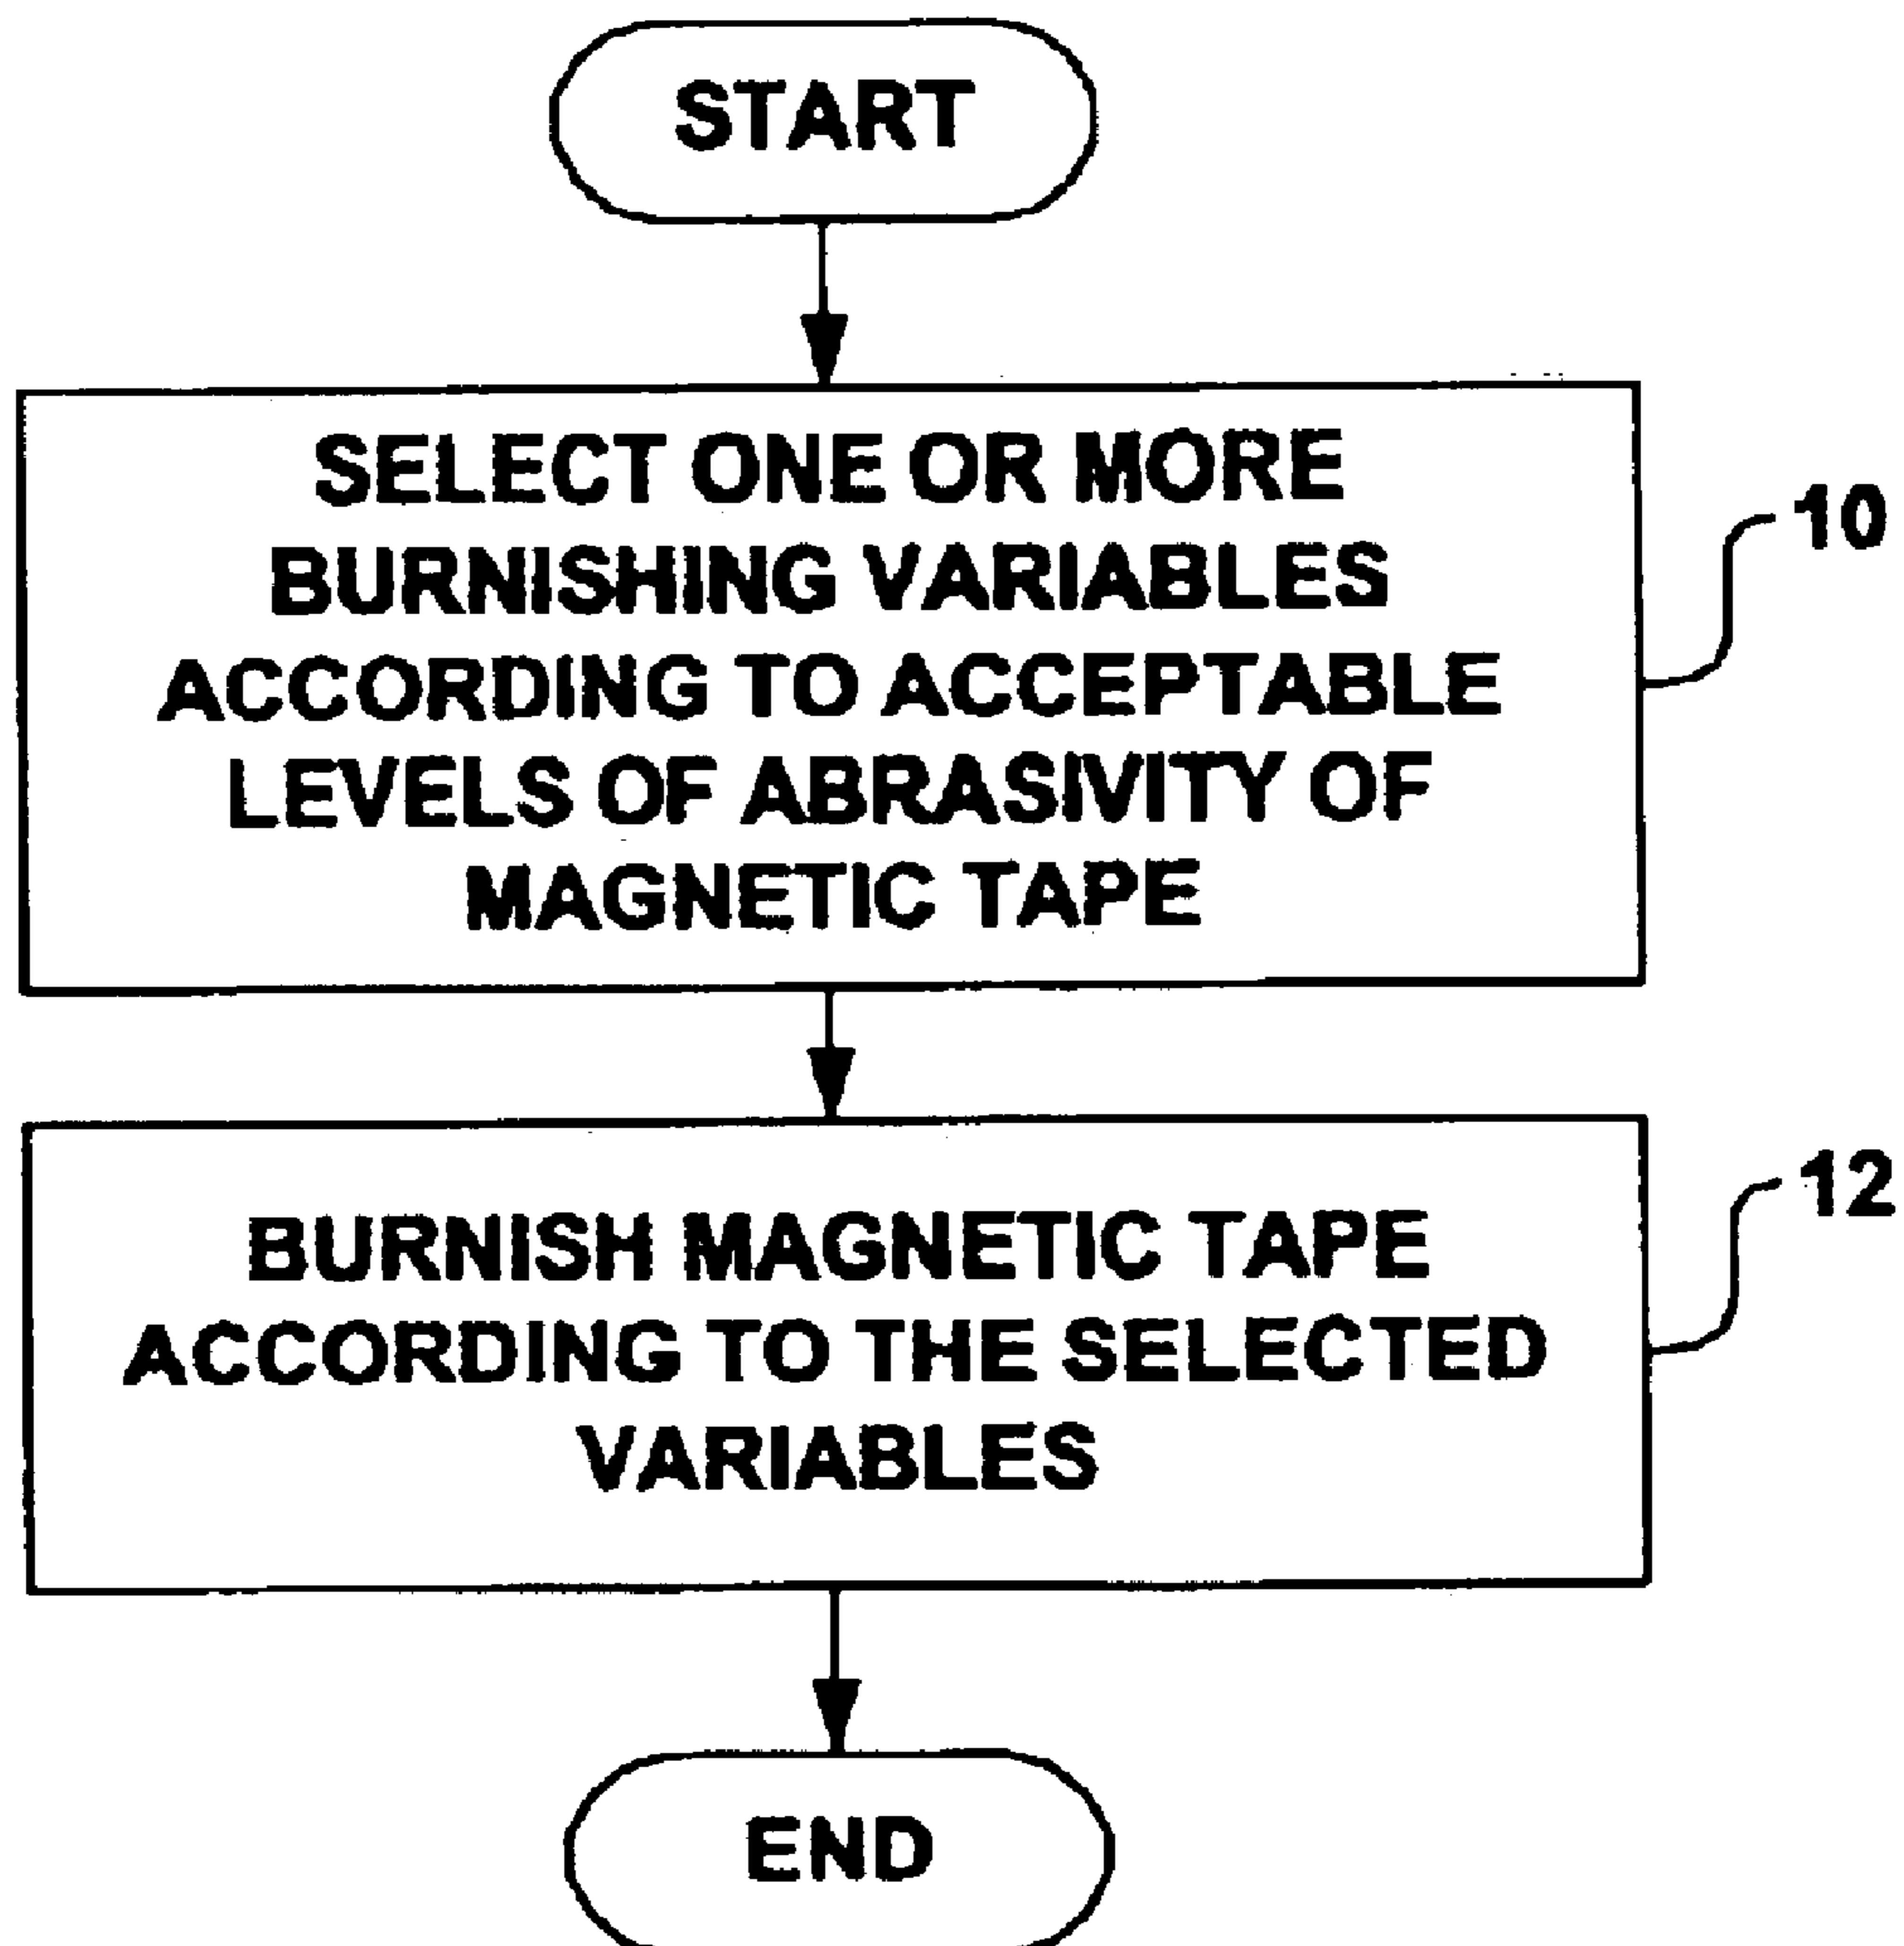 START
SELECT ONE OR MORE
BURNISHING VARIABLES
ACCORDING TO ACCEPTABLE
LEVELS OF ABRASIVITY OF
MAGNETIC TAPE
10
BURNISH MAGNETIC TAPE
ACCORDING TO THE SELECTED
VARIABLES
12
END